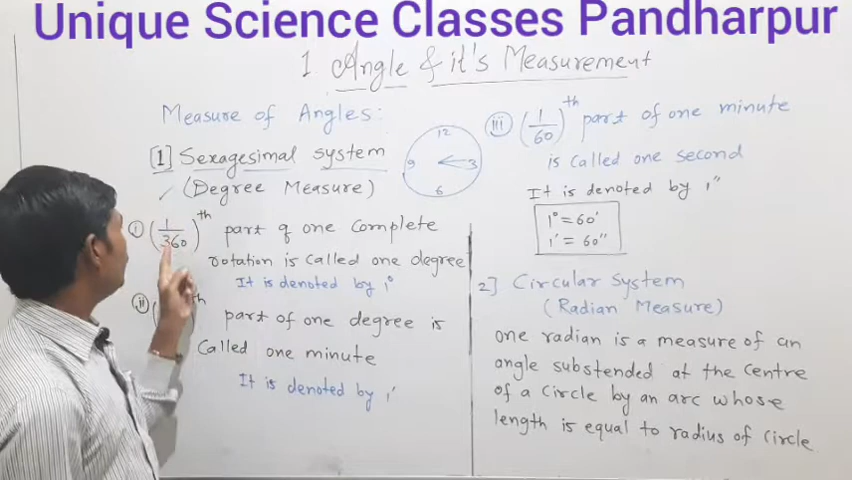 Unique Science Classes Pandharpur
1 Angle & it's Measurement
Measure of Angles:
[1] Sexagesimal system
(Degree Measure)
12
3
6
9
(i) (1/360)th part of one Complete
rotation is called one degree
It is denoted by 1°
(ii) th part of one degree is
Called one minute
It is denoted by 1'
(iii) (1/60)th part of one minute
is called one second
It is denoted by 1"
1° = 60'
1' = 60"
2] Circular System
(Radian Measure)
one radian is a measure of an
angle substended at the centre
of a circle by an arc whose
length is equal to radius of circle